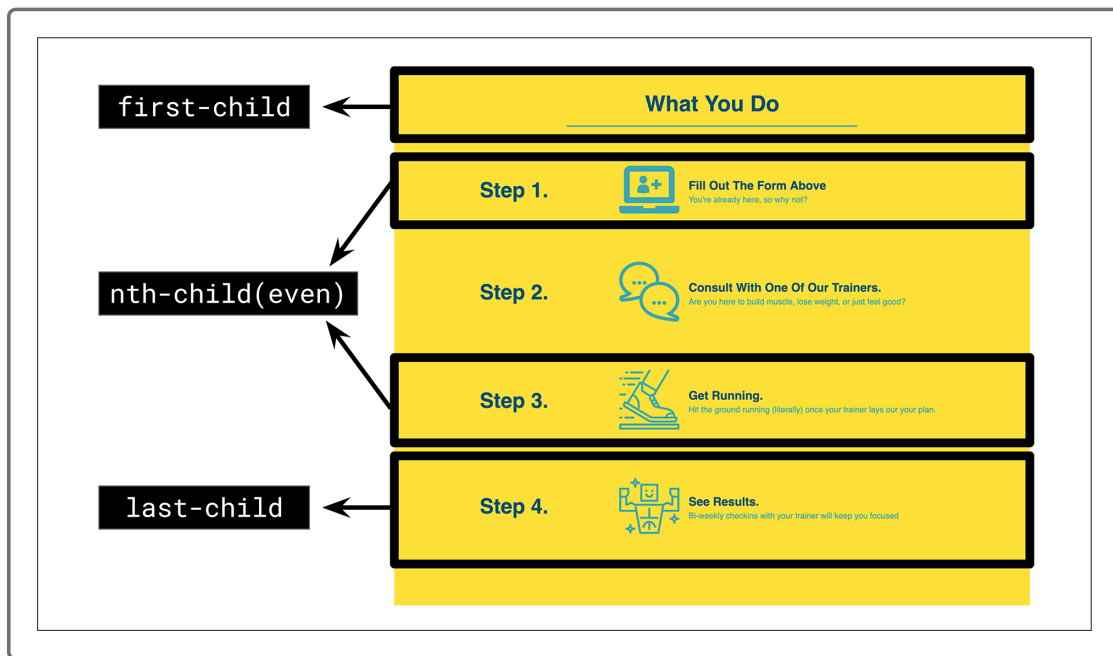 first-child
What You Do
Step 1.
Fill Out The Form Above
You're already here, so why not?
nth-child(even)
Step 2.
Consult With One Of Our Trainers.
Are you here to build muscle, lose weight, or just feel good?
Step 3.
Get Running.
Hit the ground running (literally) once your trainer lays our your plan.
last-child
Step 4.
See Results.
Bi-weekly checkins with your trainer will keep you focused